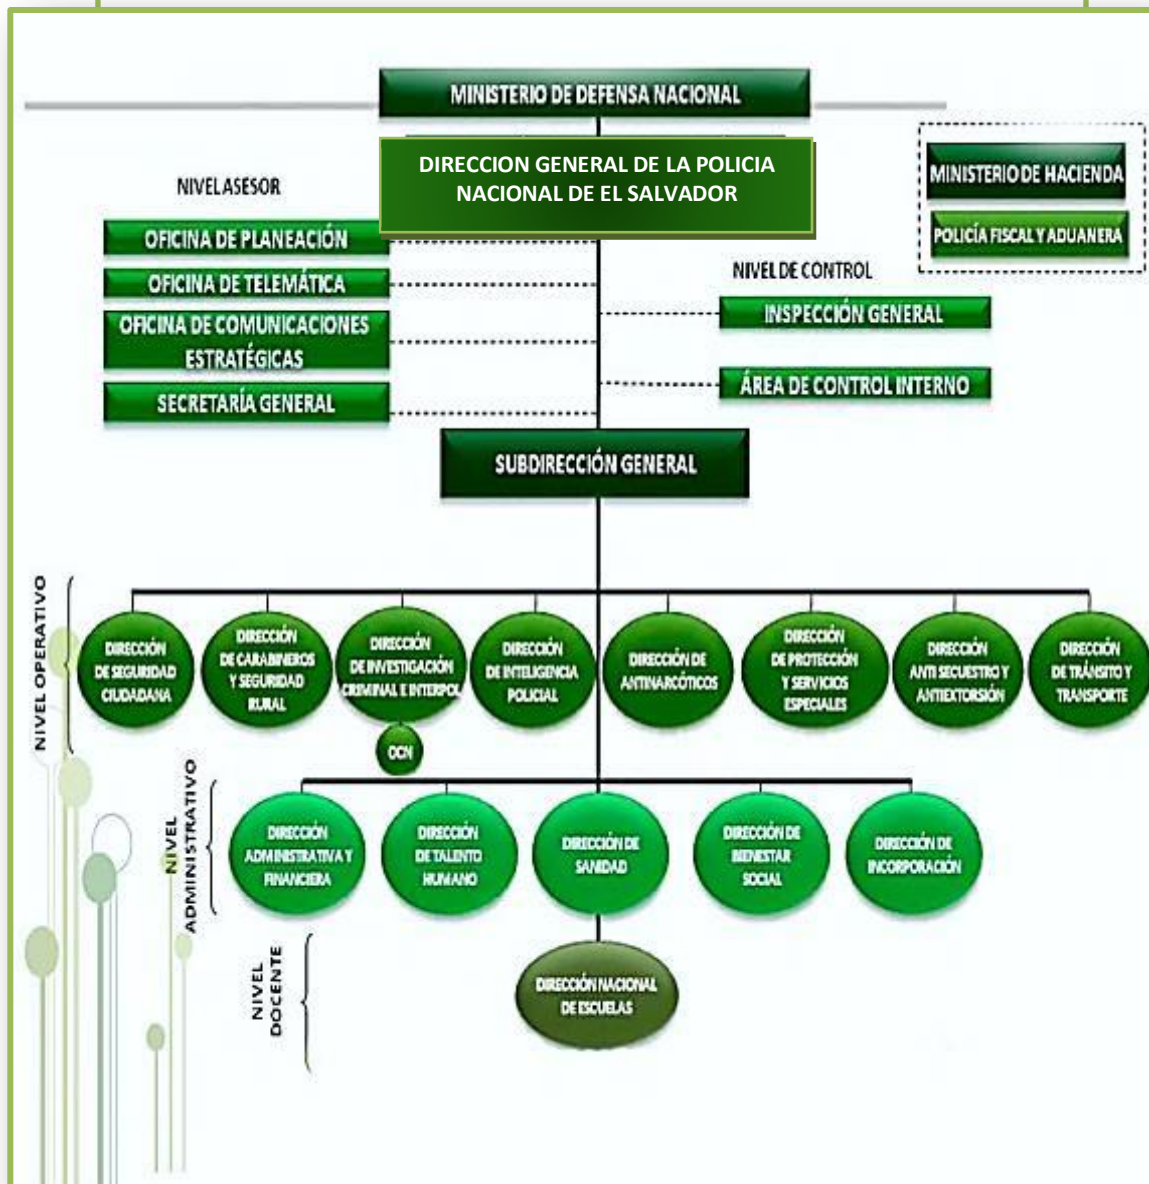 MINISTERIO DE DEFENSA NACIONAL
DIRECCION GENERAL DE LA POLICIA
NACIONAL DE EL SALVADOR
MINISTERIO DE HACIENDA
POLICÍA FISCAL Y ADUANERA
NIVEL ASESOR
OFICINA DE PLANEACIÓN
OFICINA DE TELEMÁTICA
OFICINA DE COMUNICACIONES
ESTRATÉGICAS
SECRETARÍA GENERAL
NIVEL DE CONTROL
INSPECCIÓN GENERAL
ÁREA DE CONTROL INTERNO
SUBDIRECCIÓN GENERAL
NIVEL OPERATIVO
DIRECCIÓN
DE SEGURIDAD
CIUDADANA
DIRECCIÓN
DE CARABINEROS
Y SEGURIDAD
RURAL
DIRECCIÓN
DE INVESTIGACIÓN
CRIMINAL E INTERPOL
OCN
DIRECCIÓN
DE INTELIGENCIA
POLICIAL
DIRECCIÓN DE
ANTINARCÓTICOS
DIRECCIÓN
DE PROTECCIÓN
Y SERVICIOS
ESPECIALES
DIRECCIÓN
ANTI SECUESTRO Y
ANTIEXTORSIÓN
DIRECCIÓN
DE TRÁNSITO Y
TRANSPORTE
NIVEL
ADMINISTRATIVO
DIRECCIÓN
ADMINISTRATIVA Y
FINANCIERA
DIRECCIÓN
DE TALENTO
HUMANO
DIRECCIÓN DE
SANIDAD
DIRECCIÓN DE
BIENESTAR
SOCIAL
DIRECCIÓN DE
INCORPORACIÓN
NIVEL
DOCENTE
DIRECCIÓN NACIONAL
DE ESCUELAS